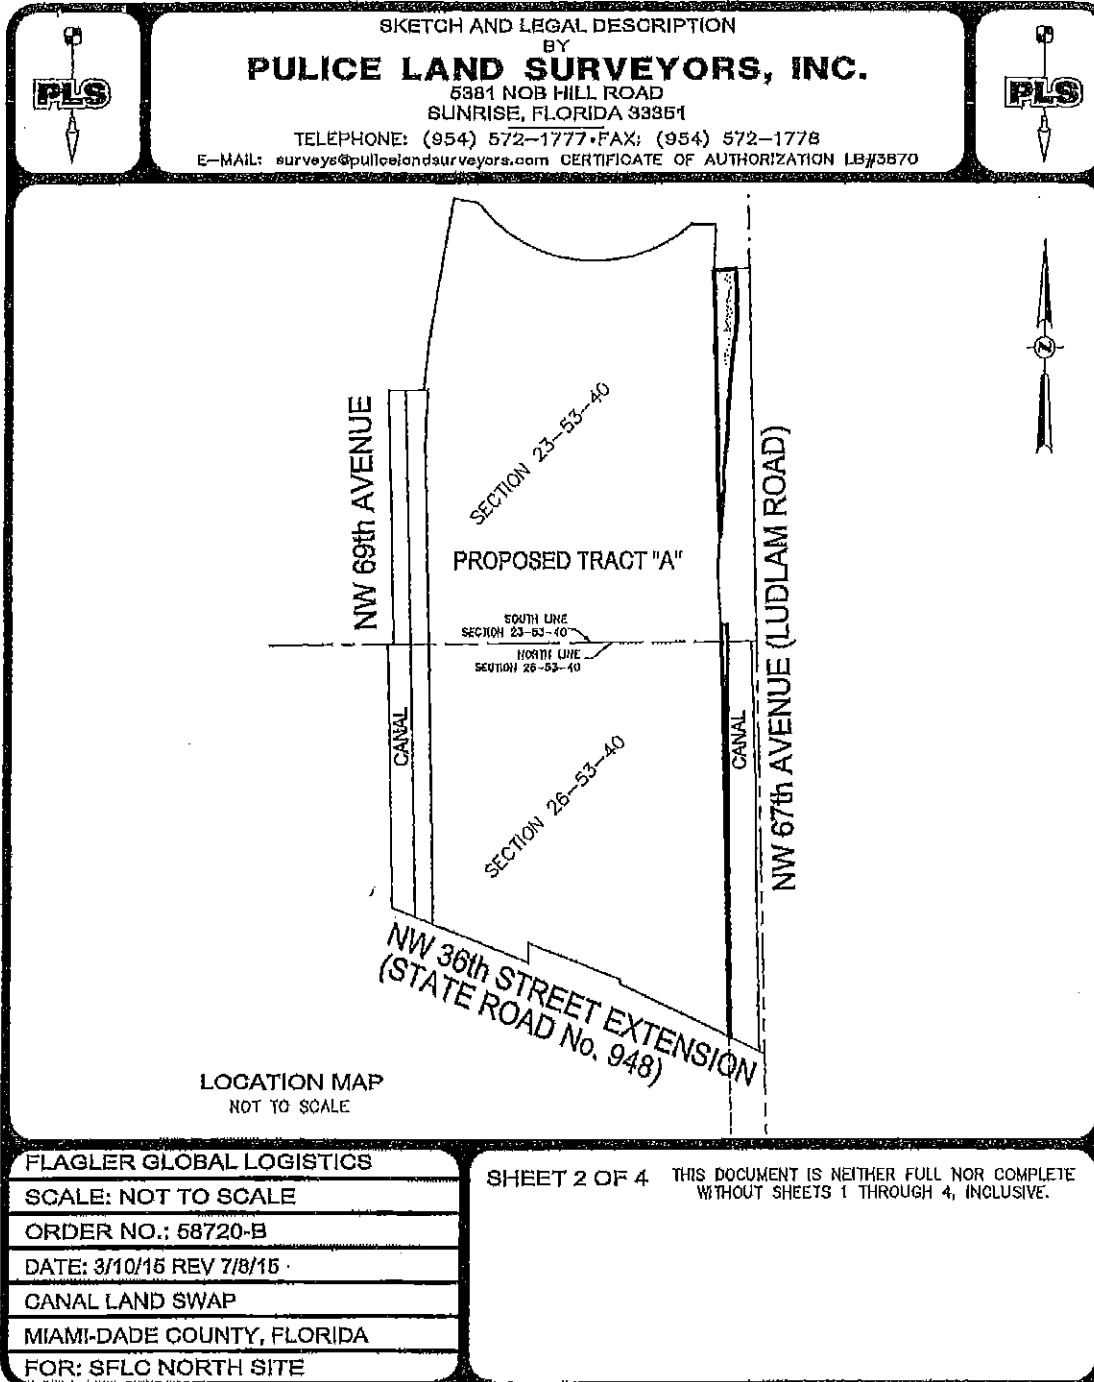 SKETCH AND LEGAL DESCRIPTION
BY
PULICE LAND SURVEYORS, INC.
5381 NOB HILL ROAD
SUNRISE, FLORIDA 33351
TELEPHONE: (954) 572-1777 • FAX: (954) 572-1778
E-MAIL: surveys@pulicelandsurveyors.com CERTIFICATE OF AUTHORIZATION LB#3870
PLS
PLS
N
NW 69th AVENUE
SECTION 23-53-40
PROPOSED TRACT "A"
SOUTH LINE
SECTION 23-53-40
NORTH LINE
SECTION 26-53-40
NW 67th AVENUE (LUDLAM ROAD)
CANAL
CANAL
SECTION 26-53-40
NW 36th STREET EXTENSION
(STATE ROAD No. 948)
LOCATION MAP
NOT TO SCALE
FLAGLER GLOBAL LOGISTICS
SCALE: NOT TO SCALE
ORDER NO.: 58720-B
DATE: 3/10/15 REV 7/8/15
CANAL LAND SWAP
MIAMI-DADE COUNTY, FLORIDA
FOR: SFLC NORTH SITE
SHEET 2 OF 4
THIS DOCUMENT IS NEITHER FULL NOR COMPLETE
WITHOUT SHEETS 1 THROUGH 4, INCLUSIVE.